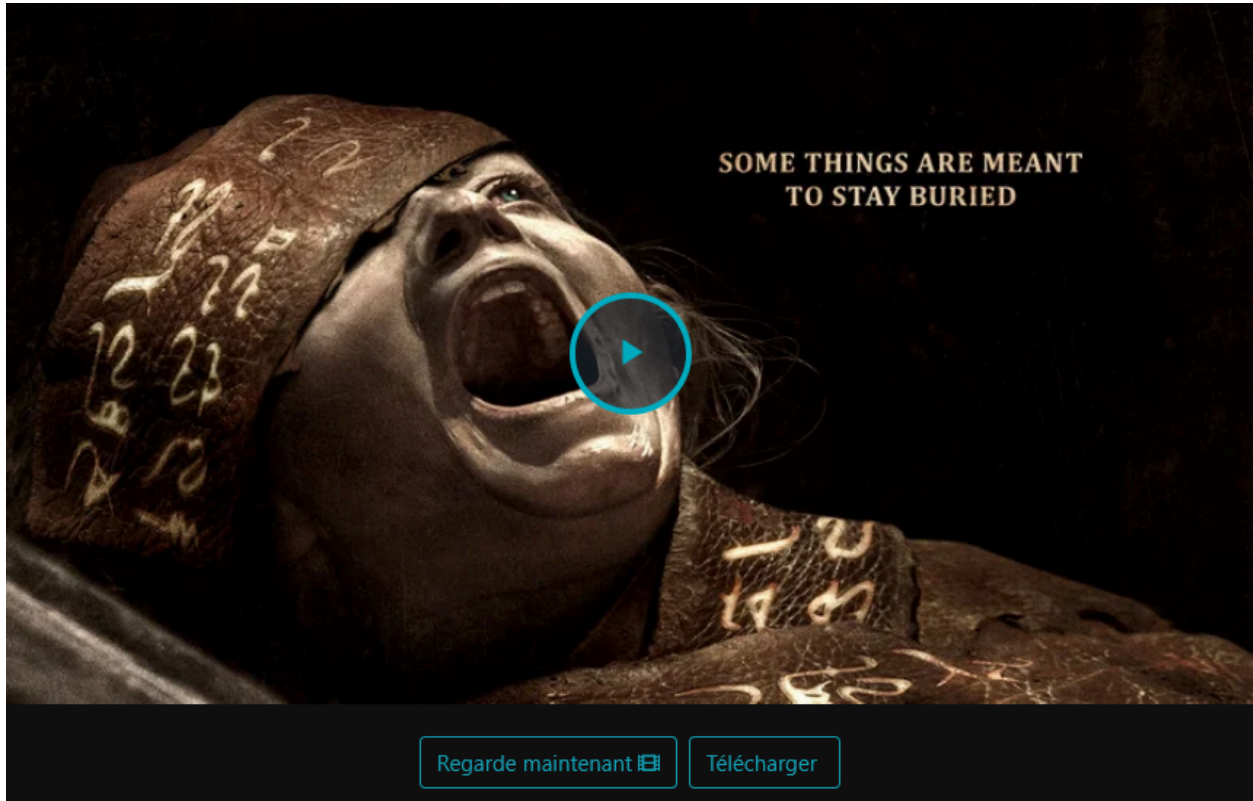 SOME THINGS ARE MEANT
TO STAY BURIED
Regarde maintenant
Télécharger